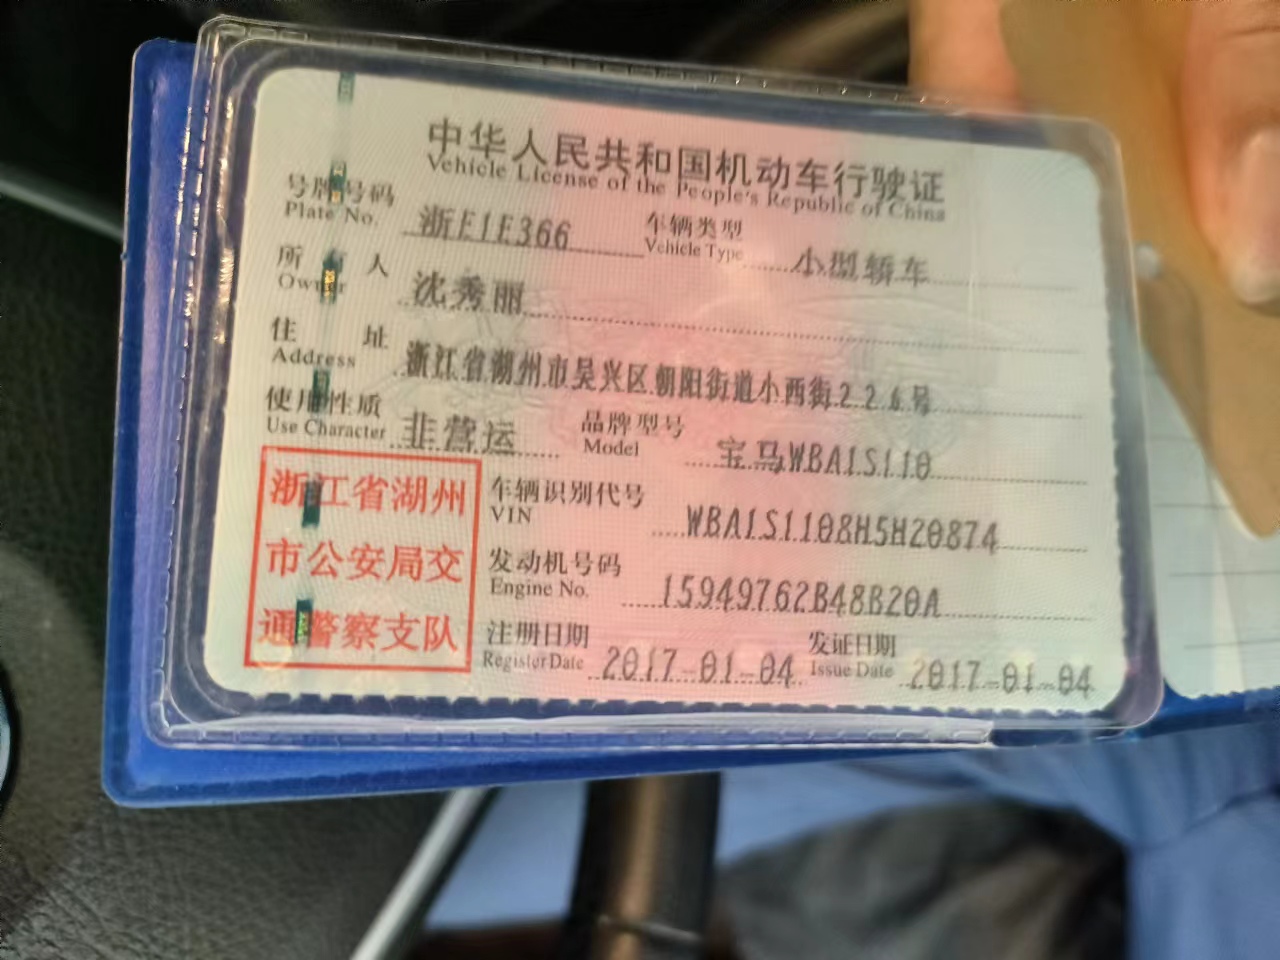 中华人民共和国机动车行驶证
Vehicle License of the People's Republic of China
号牌号码 浙E1E366 车辆类型 小型轿车
Plate No. Vehicle Type
所有人 沈秀丽
Owner
住址 浙江省湖州市吴兴区朝阳街道小西街226号
Address
使用性质 非营运 品牌型号 宝马WBA1S110
Use Character Model
浙江省湖州
市公安局交
通警察支队
车辆识别代号 WBA1S1108H5H20874
VIN
发动机号码 15949762B48B20A
Engine No.
注册日期 2017-01-04 发证日期 2017-01-04
Register Date Issue Date